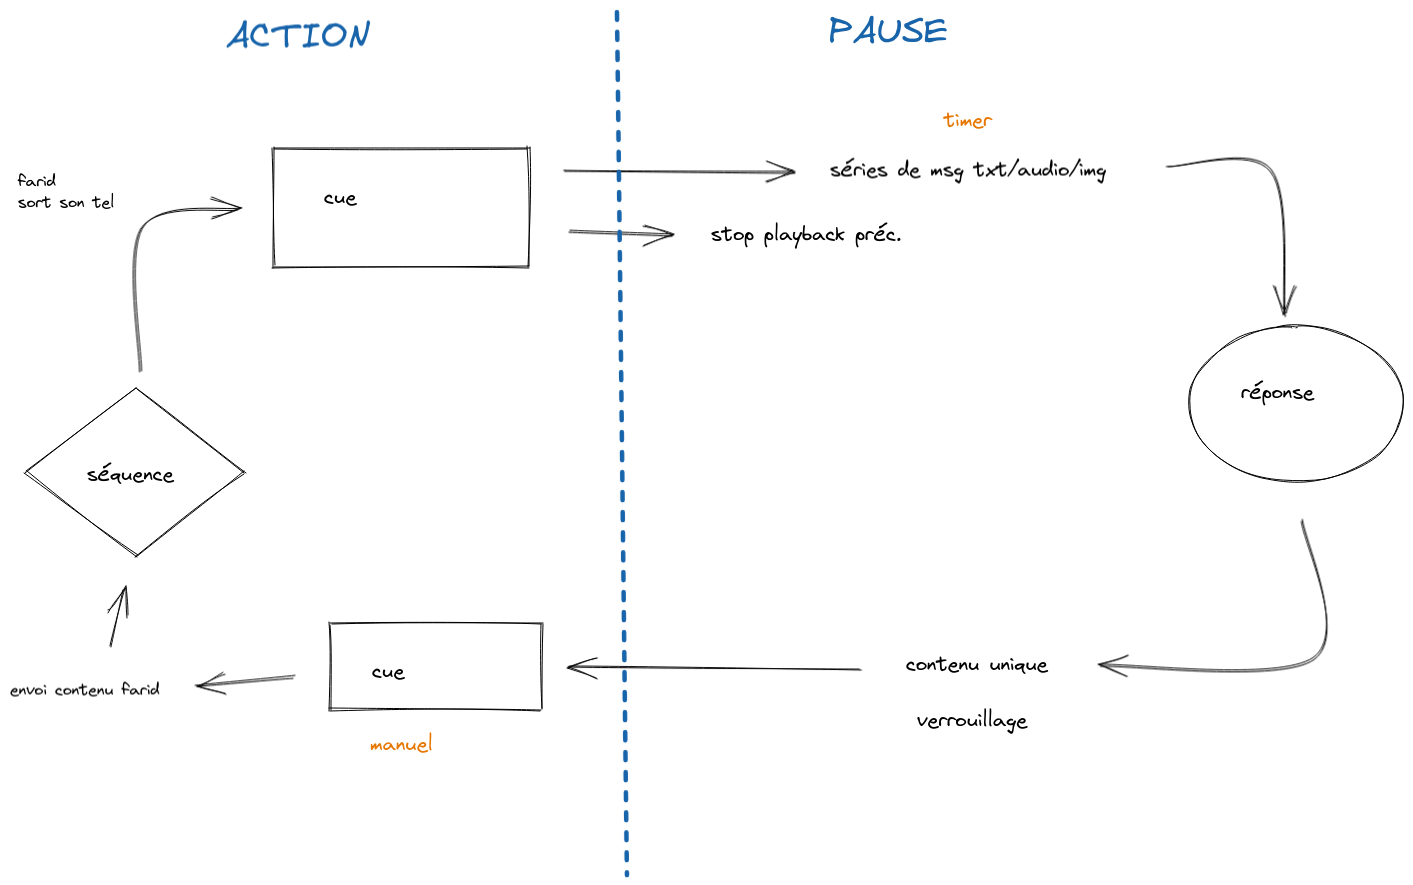 ACTION
PAUSE
timer
séries de msg txt/audio/img
farid
sort son tel
cue
stop playback préc.
réponse
séquence
contenu unique
cue
envoi contenu farid
verrouillage
manuel